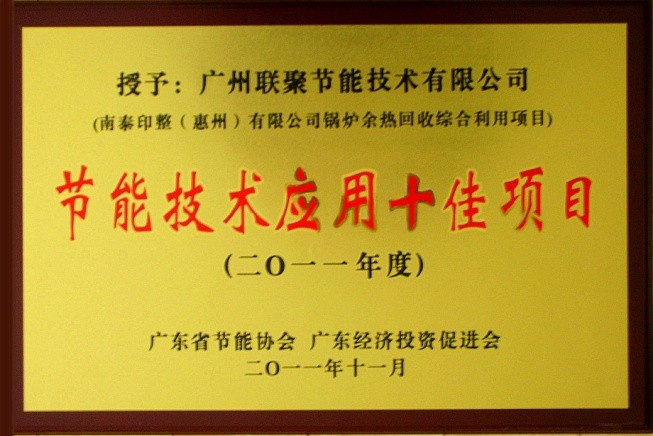 授予：广州联聚节能技术有限公司
(南泰印整（惠州）有限公司锅炉余热回收综合利用项目)
节能技术应用十佳项目
(二O一一年度)
广东省节能协会 广东经济投资促进会
二O一一年十一月